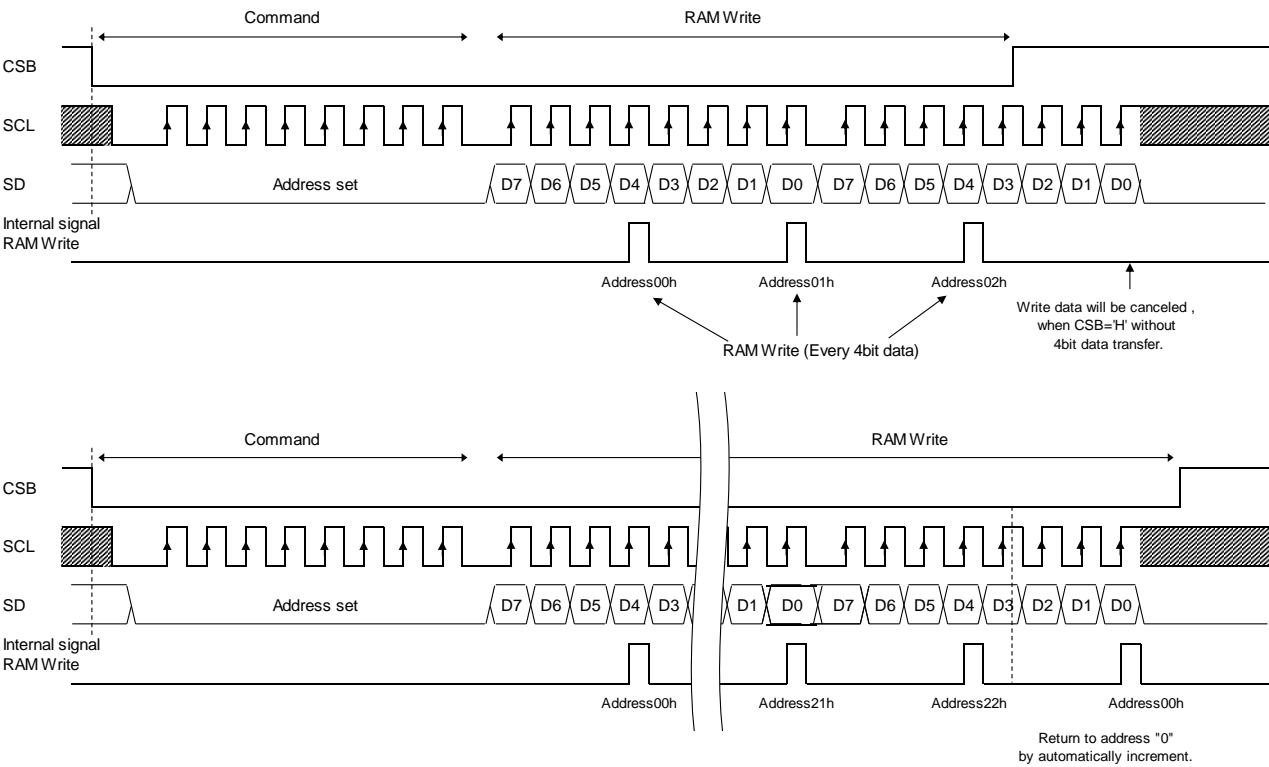 Command RAM Write
CSB
SCL
SD Address set D7 D6 D5 D4 D3 D2 D1 D0 D7 D6 D5 D4 D3 D2 D1 D0
Internal signal
RAM Write
Address00h Address01h Address02h
Write data will be canceled ,
when CSB='H' without
4bit data transfer.
RAM Write (Every 4bit data)
Command RAM Write
CSB
SCL
SD Address set D7 D6 D5 D4 D3 D1 D0 D7 D6 D5 D4 D3 D2 D1 D0
Internal signal
RAM Write
Address00h Address21h Address22h Address00h
Return to address "0"
by automatically increment.